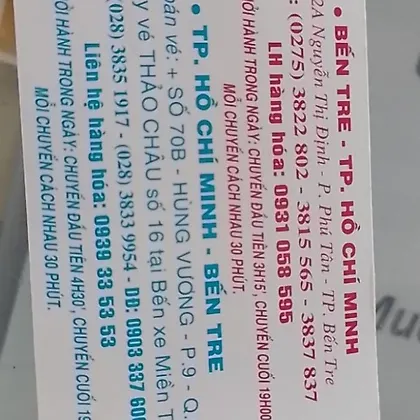 • BẾN TRE - TP. HỒ CHÍ MINH
2A Nguyễn Thị Định - P. Phú Tân - TP. Bến Tre
: (0275) 3822 802 - 3815 565 - 3837 837
LH hàng hóa: 0931 058 595
HÀNH TRONG NGÀY: CHUYẾN ĐẦU TIÊN 3H15', CHUYẾN CUỐI 19H00
MỖI CHUYẾN CÁCH NHAU 30 PHÚT.
• TP. HỒ CHÍ MINH - BẾN TRE
vé: + SỐ 70B - HÙNG VƯƠNG - P.9 - Q.
vé THẢO CHÂU số 16 tại Bến xe Miền T
(028) 3835 1917 - (028) 3833 9954 - DĐ: 0903 337 60
Liên hệ hàng hóa: 0939 33 53 53
HÀNH TRONG NGÀY: CHUYẾN ĐẦU TIÊN 4H30', CHUYẾN CUỐI 19
MỖI CHUYẾN CÁCH NHAU 30 PHÚT.